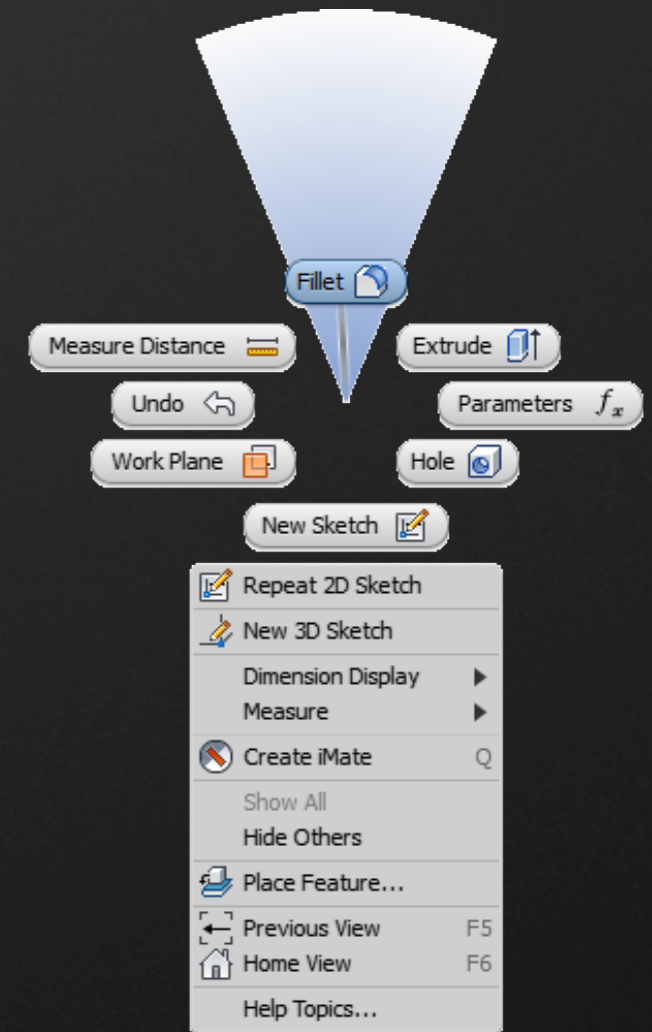 Fillet
Measure Distance
Extrude
Undo
Parameters fx
Work Plane
Hole
New Sketch
Repeat 2D Sketch
New 3D Sketch
Dimension Display
Measure
Create iMate Q
Show All
Hide Others
Place Feature...
Previous View F5
Home View F6
Help Topics...